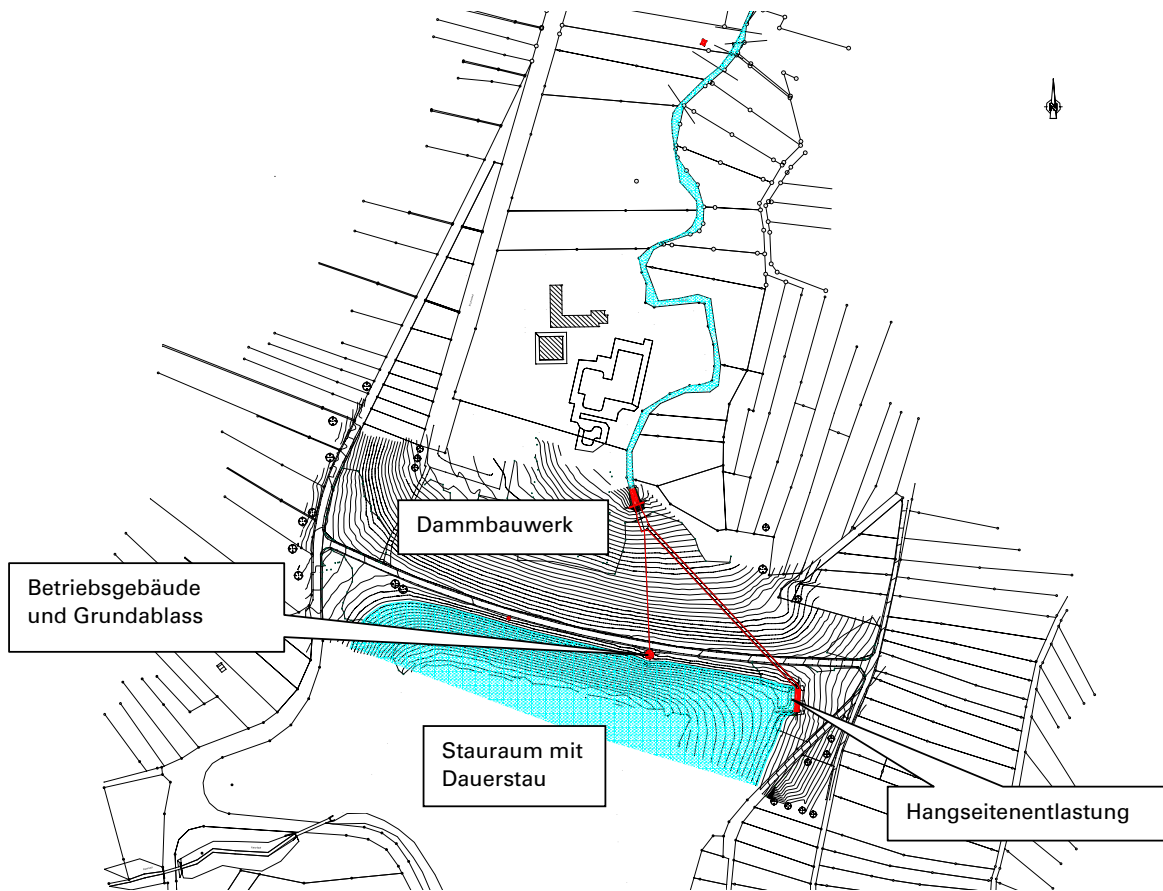 N
Dammbauwerk
Betriebsgebäude
und Grundablass
Stauraum mit
Dauerstau
Hangseitenentlastung